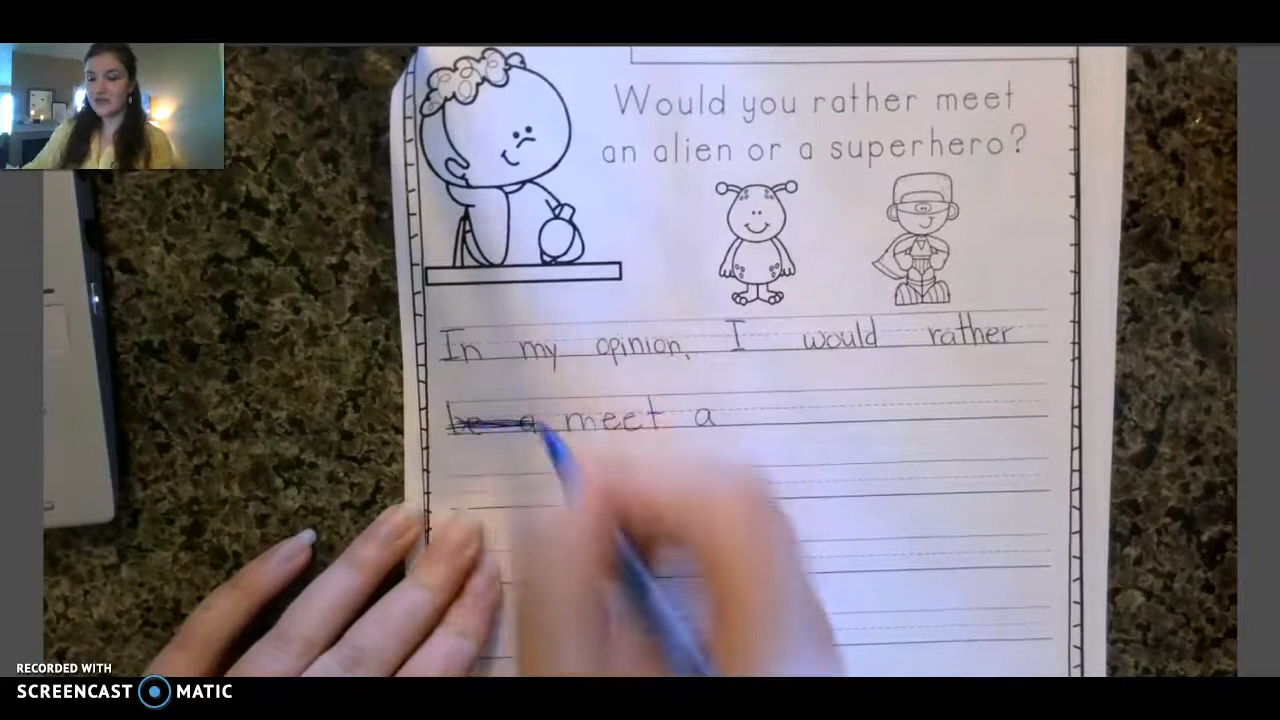 Would you rather meet
an alien or a superhero?
In my opinion, I would rather
be a meet a
RECORDED WITH
SCREENCAST MATIC